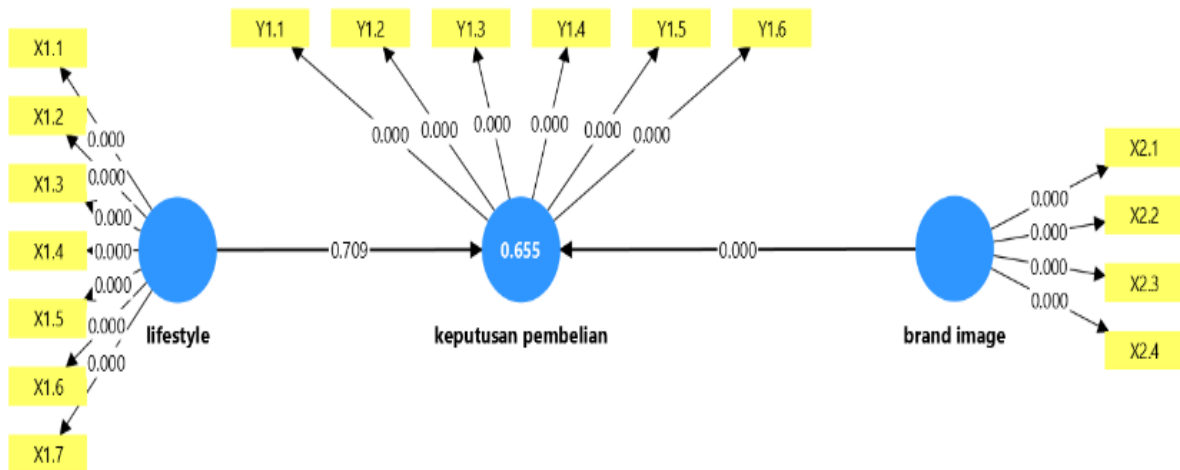 X1.1
X1.2
X1.3
X1.4
X1.5
X1.6
X1.7
0.000
0.000
0.000
0.000
0.000
0.000
0.000
lifestyle
0.709
Y1.1
Y1.2
Y1.3
Y1.4
Y1.5
Y1.6
0.000
0.000
0.000
0.000
0.000
0.000
0.655
keputusan pembelian
0.000
brand image
0.000
0.000
0.000
0.000
X2.1
X2.2
X2.3
X2.4